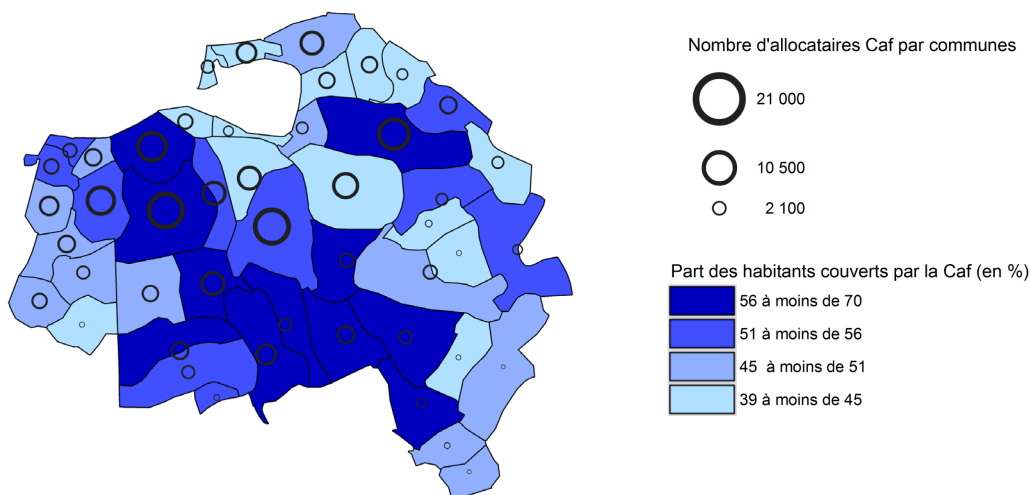 Nombre d'allocataires Caf par communes
21 000
10 500
2 100
Part des habitants couverts par la Caf (en %)
56 à moins de 70
51 à moins de 56
45 à moins de 51
39 à moins de 45